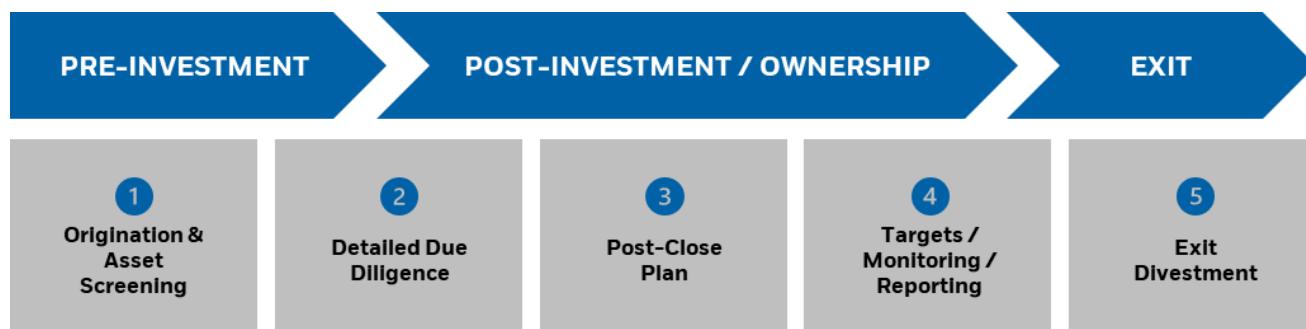 PRE-INVESTMENT
POST-INVESTMENT / OWNERSHIP
EXIT
1
Origination &
Asset
Screening
2
Detailed Due
Diligence
3
Post-Close
Plan
4
Targets /
Monitoring /
Reporting
5
Exit
Divestment